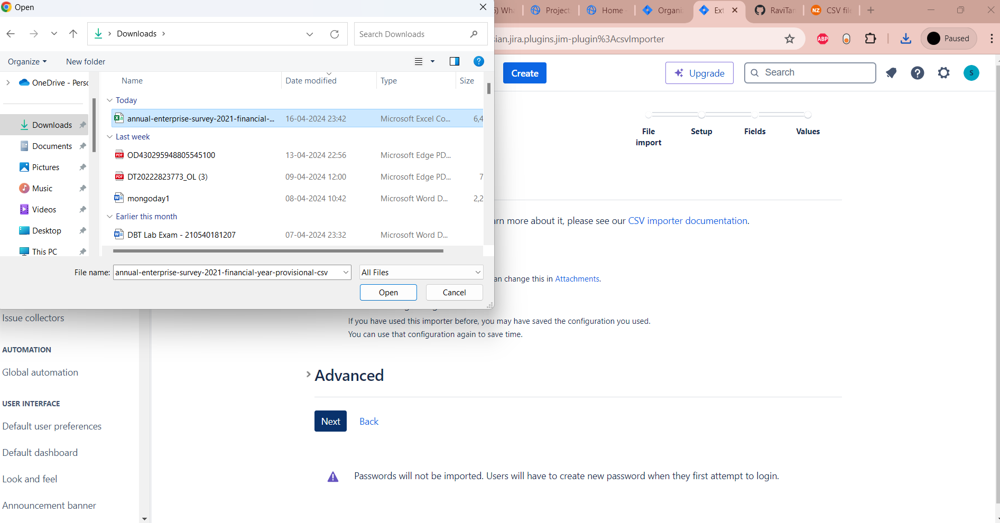 Open
Downloads
Search Downloads
Organize
New folder
OneDrive - Perso
Downloads
Documents
Pictures
Music
Videos
Desktop
This PC
Name
Date modified
Type
Size
Today
annual-enterprise-survey-2021-financial-... 16-04-2024 23:42 Microsoft Excel Co... 6,4
Last week
OD430295948805545100 13-04-2024 22:56 Microsoft Edge PD...
DT20222823773_OL (3) 09-04-2024 12:00 Microsoft Edge PD... 7
mongoday1 08-04-2024 10:42 Microsoft Word D... 2,2
Earlier this month
DBT Lab Exam - 210540181207 07-04-2024 23:32 Microsoft Word D...
File name: annual-enterprise-survey-2021-financial-year-provisional-csv
All Files
Open
Cancel
Project
Home
Organiz
Ext
RaviTan
NZ
CSV file
sian.jira.plugins.jim-plugin%3AcsvImporter
ABP
Paused
Create
Upgrade
Search
S
File import
Setup
Fields
Values
arn more about it, please see our CSV importer documentation.
an change this in Attachments.
If you have used this importer before, you may have saved the configuration you used.
You can use that configuration again to save time.
Advanced
Next
Back
Passwords will not be imported. Users will have to create new password when they first attempt to login.
Issue collectors
AUTOMATION
Global automation
USER INTERFACE
Default user preferences
Default dashboard
Look and feel
Announcement banner